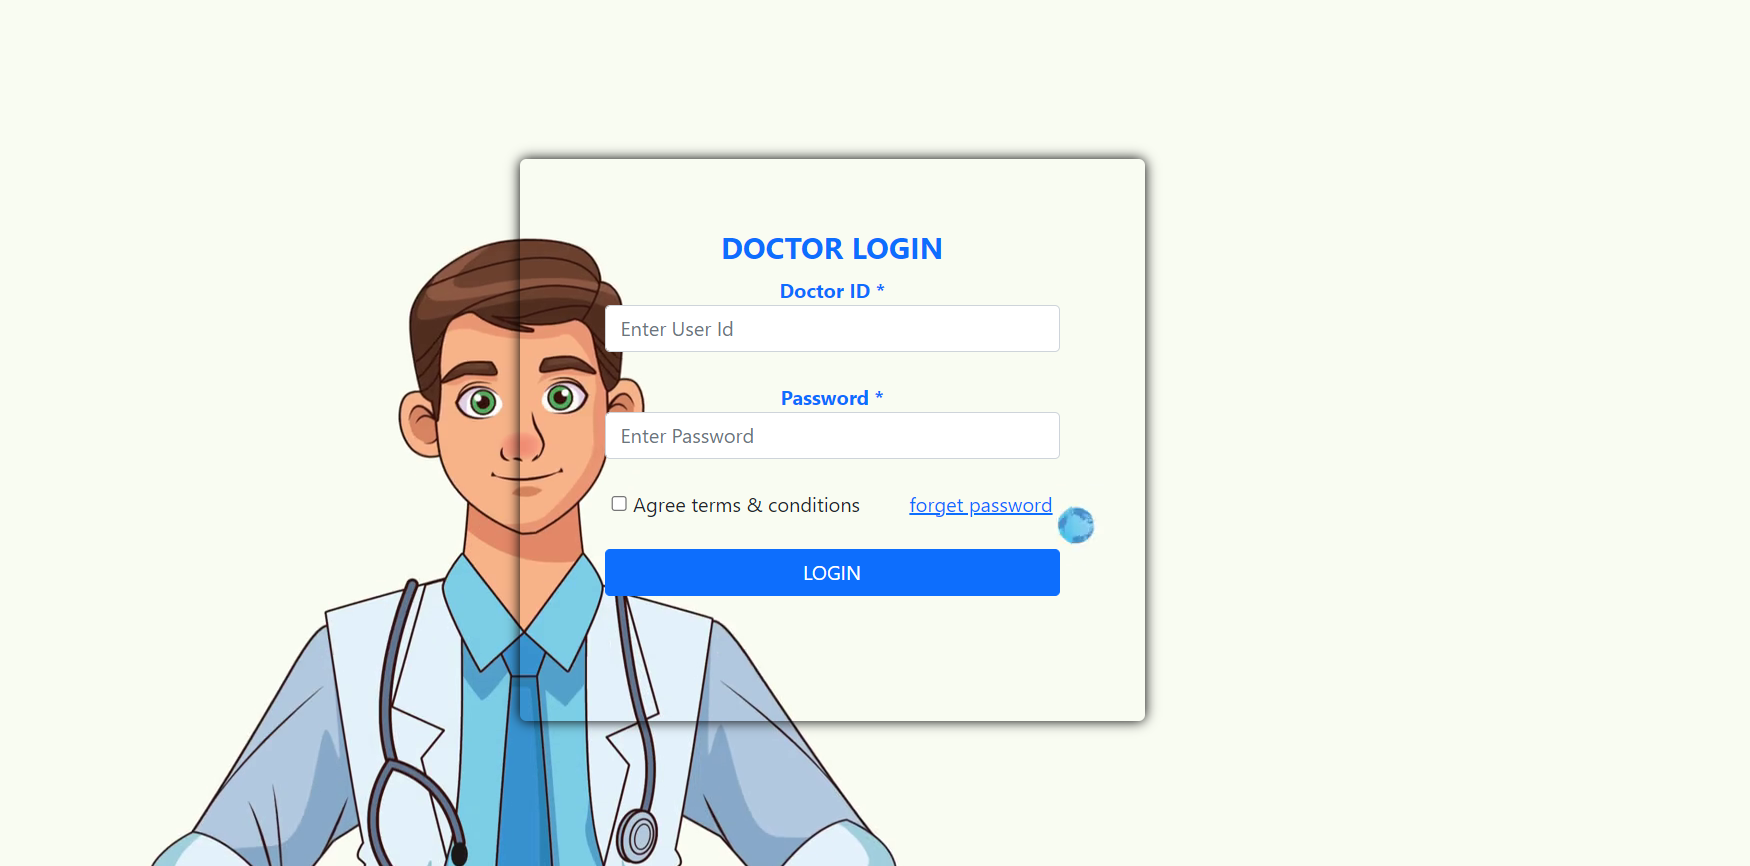 DOCTOR LOGIN
Doctor ID *
Enter User Id
Password *
Enter Password
Agree terms & conditions forget password
LOGIN